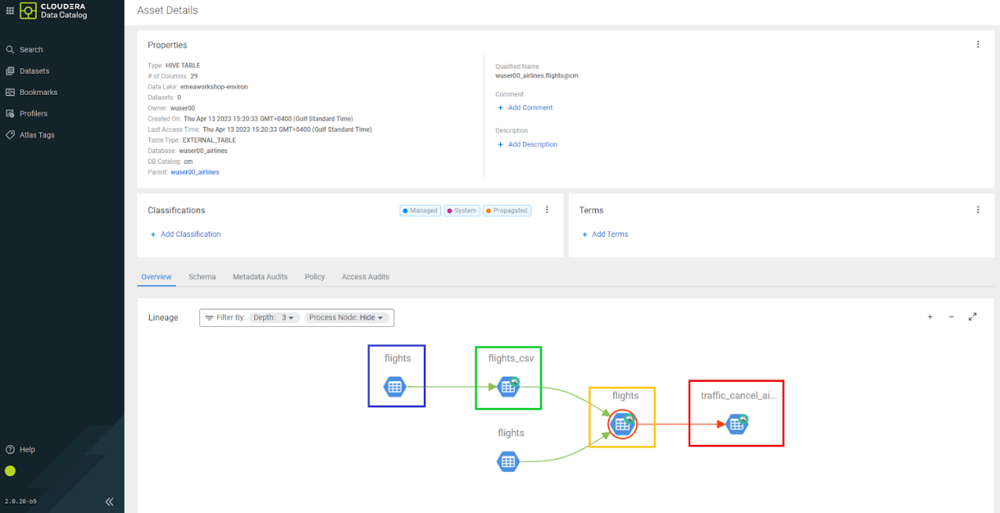 CLOUDERA
Data Catalog
Asset Details
Search
Datasets
Bookmarks
Profilers
Atlas Tags
Help
2.0.20-b9
Properties
Type: HIVE TABLE
# of Columns: 29
Data Lake: emeaworkshop-environ
Datasets: 0
Owner: wuser00
Created On: Thu Apr 13 2023 15:20:33 GMT+0400 (Gulf Standard Time)
Last Access Time: Thu Apr 13 2023 15:20:33 GMT+0400 (Gulf Standard Time)
Table Type: EXTERNAL_TABLE
Database: wuser00_airlines
DB Catalog: cm
Parent: wuser00_airlines
Qualified Name
wuser00_airlines.flights@cm
Comment
+ Add Comment
Description
+ Add Description
Classifications
Managed
System
Propagated
+ Add Classification
Terms
+ Add Terms
Overview
Schema
Metadata Audits
Policy
Access Audits
Lineage
Filter By: Depth: 3 Process Node: Hide
flights
flights_csv
flights
traffic_cancel_ai...
flights